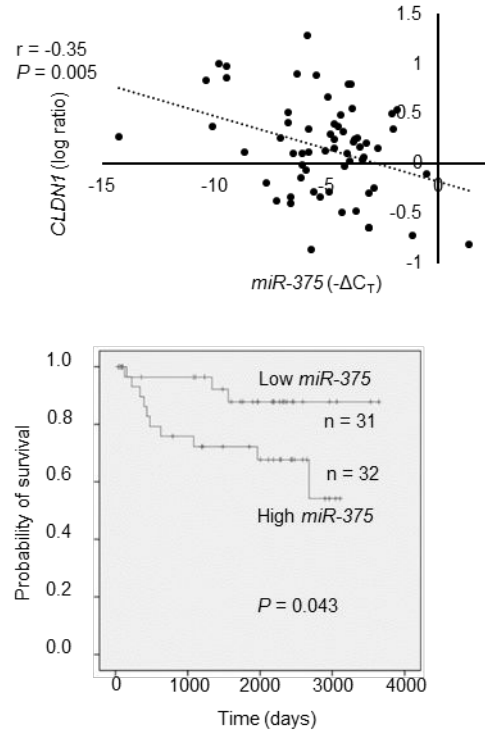 1.5
r = -0.35
P = 0.005
1
0.5
0
-15
-10
-5
0
-0.5
-1
CLDN1 (log ratio)
miR-375 (-ΔCT)
1.0
0.8
0.6
0.4
0.2
0.0
Probability of survival
Low miR-375
n = 31
n = 32
High miR-375
P = 0.043
0 1000 2000 3000 4000
Time (days)